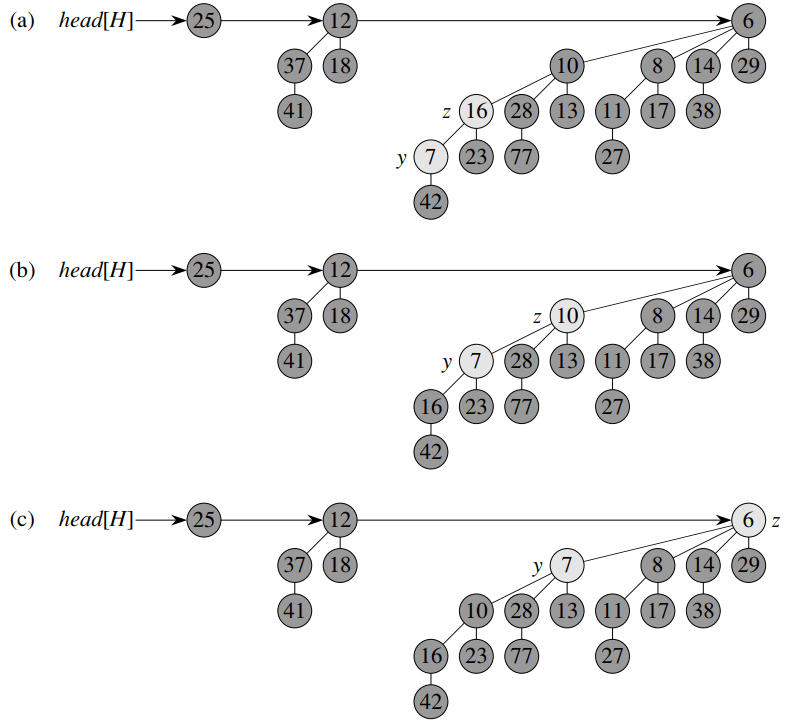 (a) head[H] 25 12 6
37 18 10 8 14 29
41 z 16 28 13 11 17 38
y 7 23 77 27
42
(b) head[H] 25 12 6
37 18 z 10 8 14 29
41 y 7 28 13 11 17 38
16 23 77 27
42
(c) head[H] 25 12 6 z
37 18 y 7 8 14 29
41 10 28 13 11 17 38
16 23 77 27
42